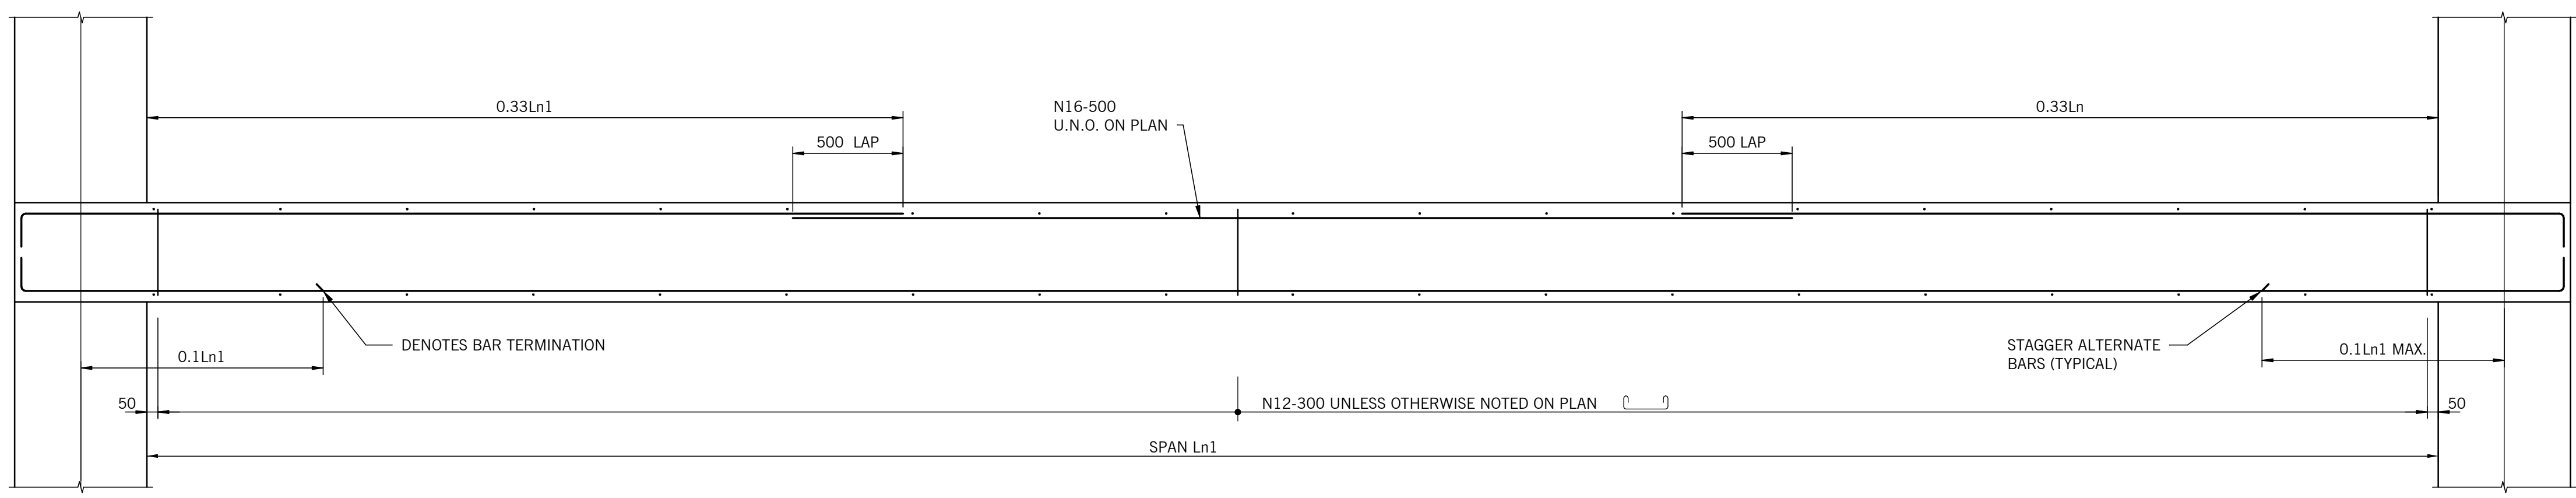 0.33Ln1
N16-500
U.N.O. ON PLAN
0.33Ln
500 LAP
500 LAP
DENOTES BAR TERMINATION
STAGGER ALTERNATE
BARS (TYPICAL)
0.1Ln1
0.1Ln1 MAX.
50
N12-300 UNLESS OTHERWISE NOTED ON PLAN
50
SPAN Ln1